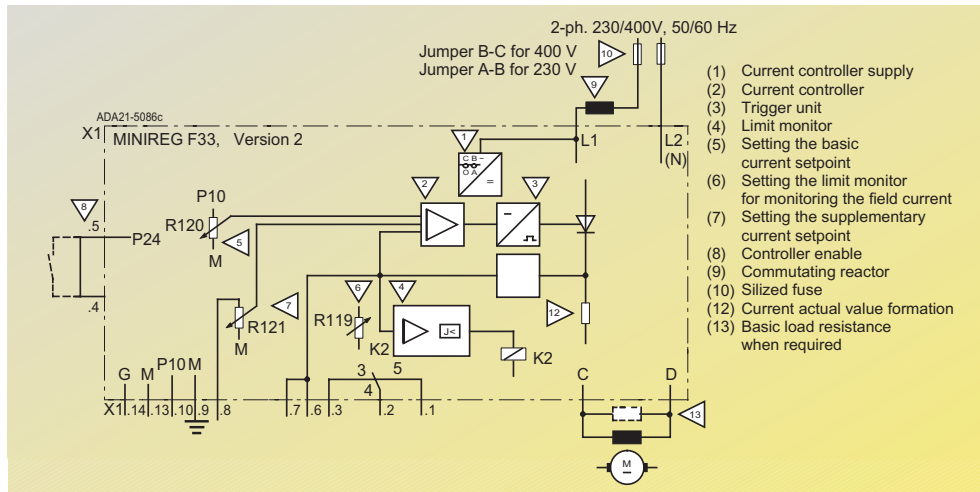 2-ph. 230/400V, 50/60 Hz
Jumper B-C for 400 V
Jumper A-B for 230 V
10
9
ADA21-5086c
X1
MINIREG F33, Version 2
L1
L2
(N)
1
C B ~
O A
=
8
P10
2
3
.5
P24
R120
5
M
–
6
4
12
.4
R121
7
M
R119
J<
K2
K2
G M P10 M
3
5
4
C
D
X1 .14 .13 .10 .9 .8 .7 .6 .3 .2 .1
13
M
(1) Current controller supply
(2) Current controller
(3) Trigger unit
(4) Limit monitor
(5) Setting the basic
current setpoint
(6) Setting the limit monitor
for monitoring the field current
(7) Setting the supplementary
current setpoint
(8) Controller enable
(9) Commutating reactor
(10) Silized fuse
(12) Current actual value formation
(13) Basic load resistance
when required